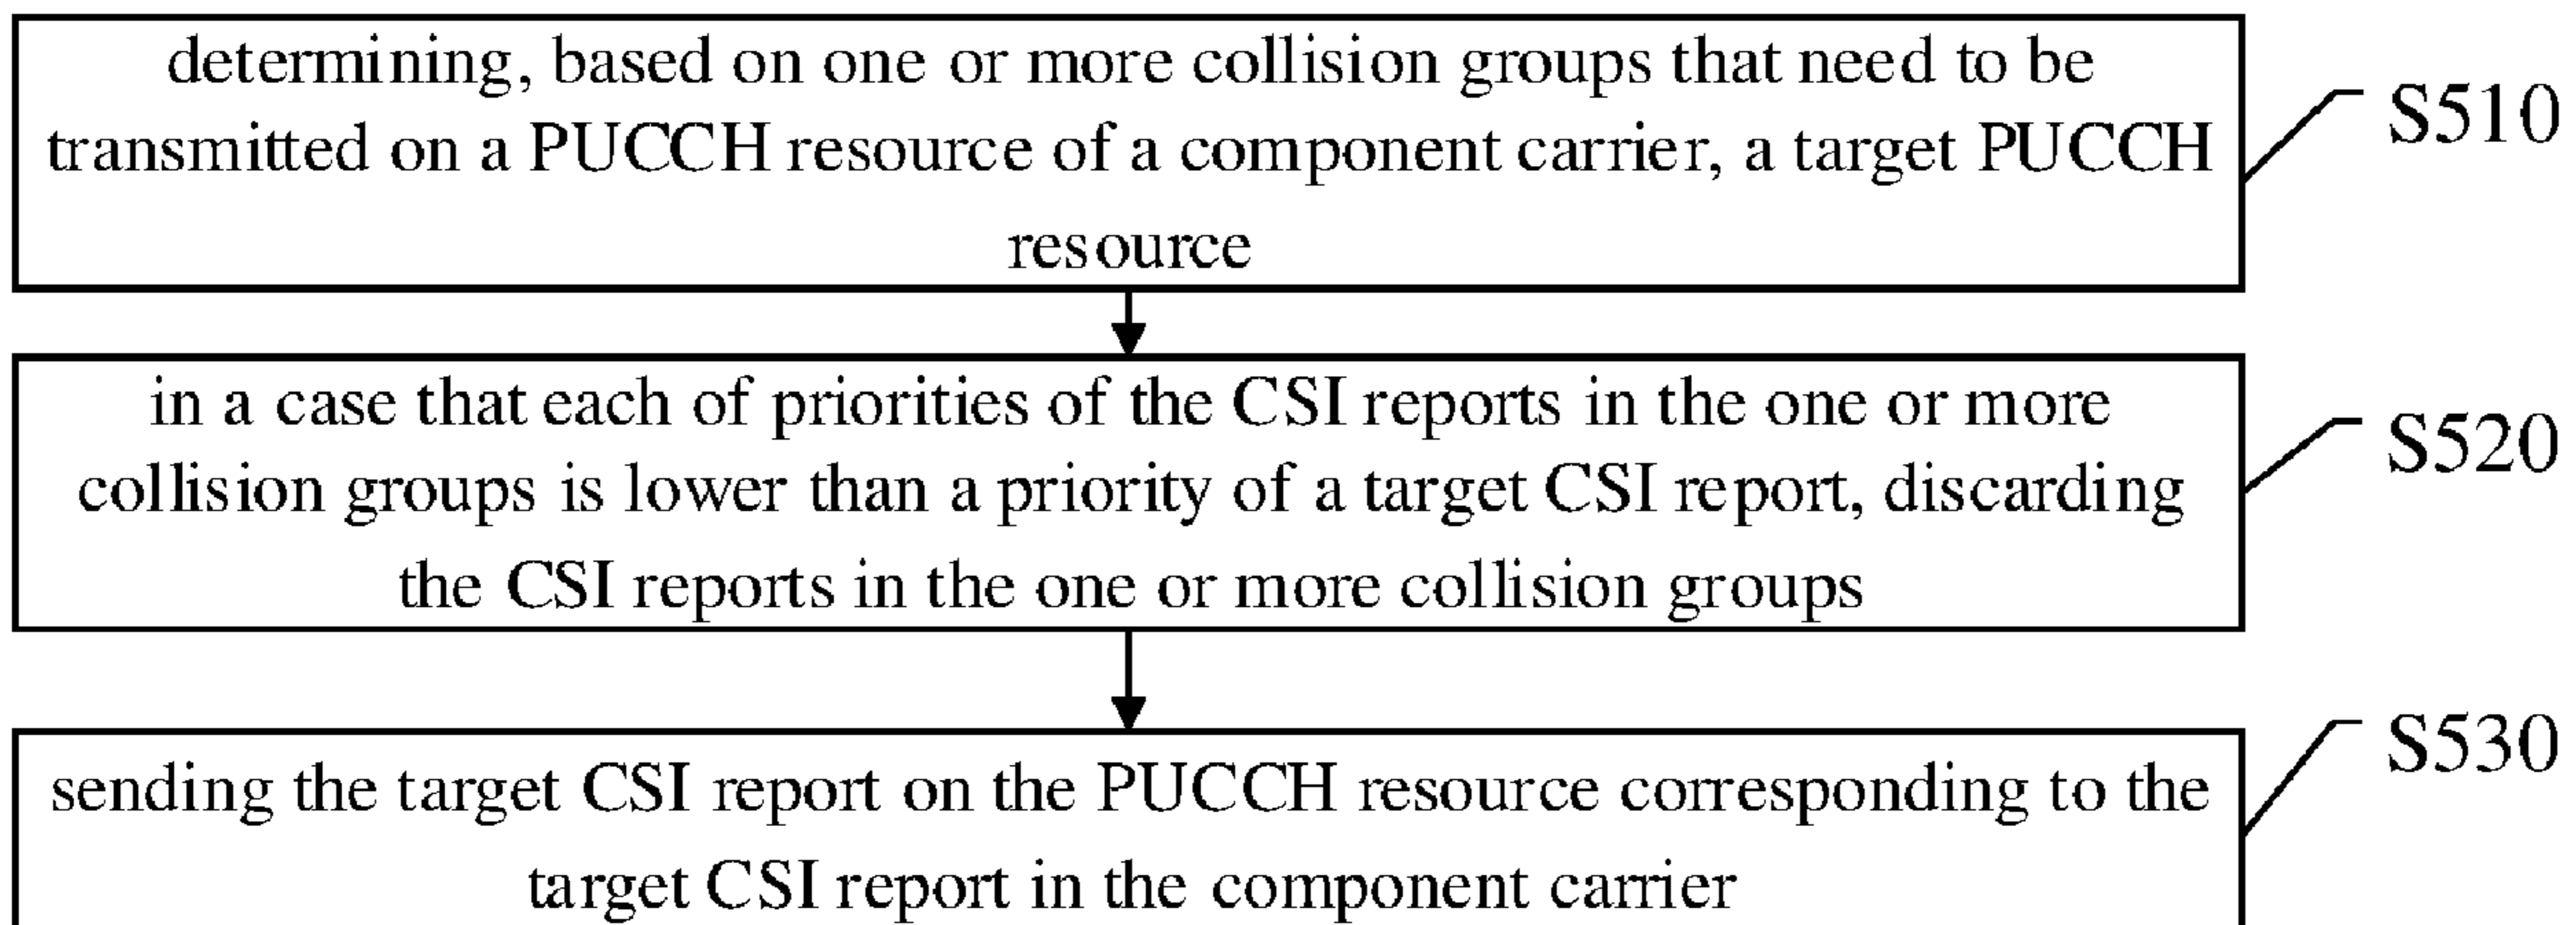 determining, based on one or more collision groups that need to be
transmitted on a PUCCH resource of a component carrier, a target PUCCH
resource
S510
in a case that each of priorities of the CSI reports in the one or more
collision groups is lower than a priority of a target CSI report, discarding
the CSI reports in the one or more collision groups
S520
sending the target CSI report on the PUCCH resource corresponding to the
target CSI report in the component carrier
S530